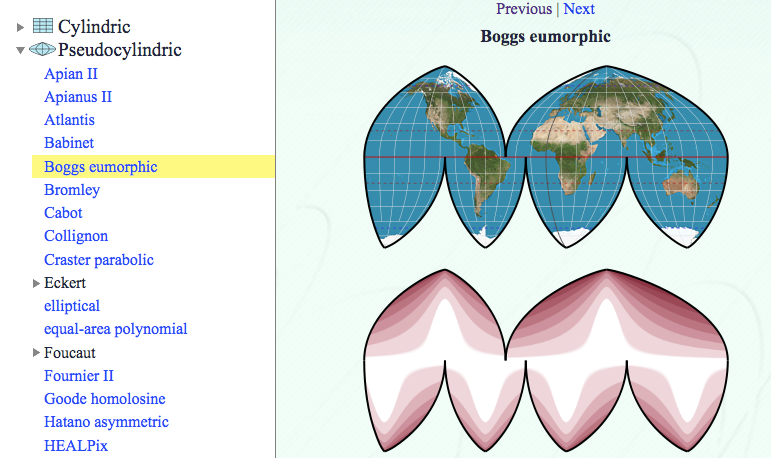 Cylindric
Pseudocylindric
Apian II
Apianus II
Atlantis
Babinet
Boggs eumorphic
Bromley
Cabot
Collignon
Craster parabolic
Eckert
elliptical
equal-area polynomial
Foucaut
Fournier II
Goode homolosine
Hatano asymmetric
HEALPix
Previous | Next
Boggs eumorphic